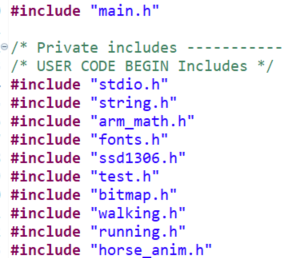 #include "main.h"
/* Private includes -----------
/* USER CODE BEGIN Includes */
#include "stdio.h"
#include "string.h"
#include "arm_math.h"
#include "fonts.h"
#include "ssd1306.h"
#include "test.h"
#include "bitmap.h"
#include "walking.h"
#include "running.h"
#include "horse_anim.h"